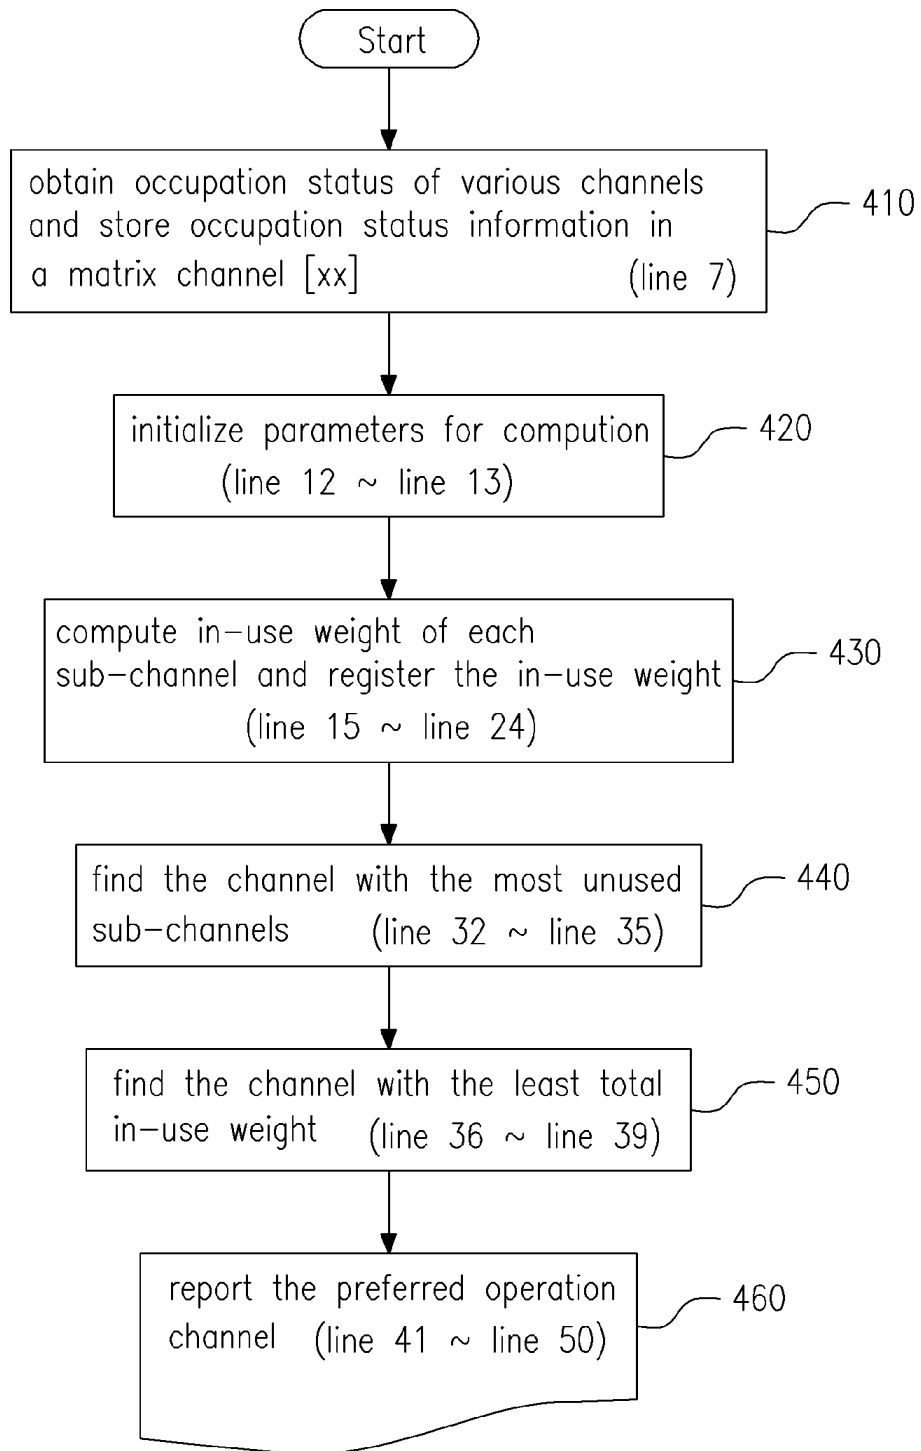 Start
obtain occupation status of various channels
and store occupation status information in
a matrix channel [xx] (line 7)
410
initialize parameters for compution
(line 12 ~ line 13)
420
compute in-use weight of each
sub-channel and register the in-use weight
(line 15 ~ line 24)
430
find the channel with the most unused
sub-channels (line 32 ~ line 35)
440
find the channel with the least total
in-use weight (line 36 ~ line 39)
450
report the preferred operation
channel (line 41 ~ line 50)
460